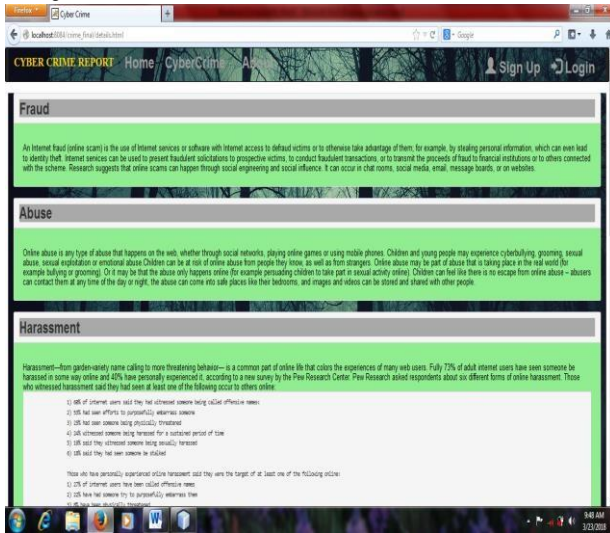 Firefox
Cyber Crime
localhost:8084/crime_final/details.html
Google
CYBER CRIME REPORT Home CyberCrime About Sign Up Login
Fraud
An Internet fraud (online scam) is the use of Internet services or software with Internet access to defraud victims or to otherwise take advantage of them; for example, by stealing personal information, which can even lead
to identity theft. Internet services can be used to present fraudulent solicitations to prospective victims, to conduct fraudulent transactions, or to transmit the proceeds of fraud to financial institutions or to others connected
with the scheme. Research suggests that online scams can happen through social engineering and social influence. It can occur in chat rooms, social media, email, message boards, or on websites.
Abuse
Online abuse is any type of abuse that happens on the web, whether through social networks, playing online games or using mobile phones. Children and young people may experience cyberbullying, grooming, sexual
abuse, sexual exploitation or emotional abuse.Children can be at risk of online abuse from people they know, as well as from strangers. Online abuse may be part of abuse that is taking place in the real world (for
example bullying or grooming). Or it may be that the abuse only happens online (for example persuading children to take part in sexual activity online). Children can feel like there is no escape from online abuse – abusers
can contact them at any time of the day or night, the abuse can come into safe places like their bedrooms, and images and videos can be stored and shared with other people.
Harassment
Harassment—from garden-variety name calling to more threatening behavior— is a common part of online life that colors the experiences of many web users. Fully 73% of adult internet users have seen someone be
harassed in some way online and 40% have personally experienced it, according to a new survey by the Pew Research Center. Pew Research asked respondents about six different forms of online harassment. Those
who witnessed harassment said they had seen at least one of the following occur to others online:
1) 60% of internet users said they had witnessed someone being called offensive names:
2) 53% had seen efforts to purposefully embarrass someone
3) 25% had seen someone being physically threatened
4) 24% witnessed someone being harassed for a sustained period of time
5) 19% said they witnessed someone being sexually harassed
6) 18% said they had seen someone be stalked
Those who have personally experienced online harassment said they were the target of at least one of the following online:
1) 27% of internet users have been called offensive names
2) 22% have had someone try to purposefully embarrass them
3) 8% have been physically threatened
9:48 AM
3/23/2018